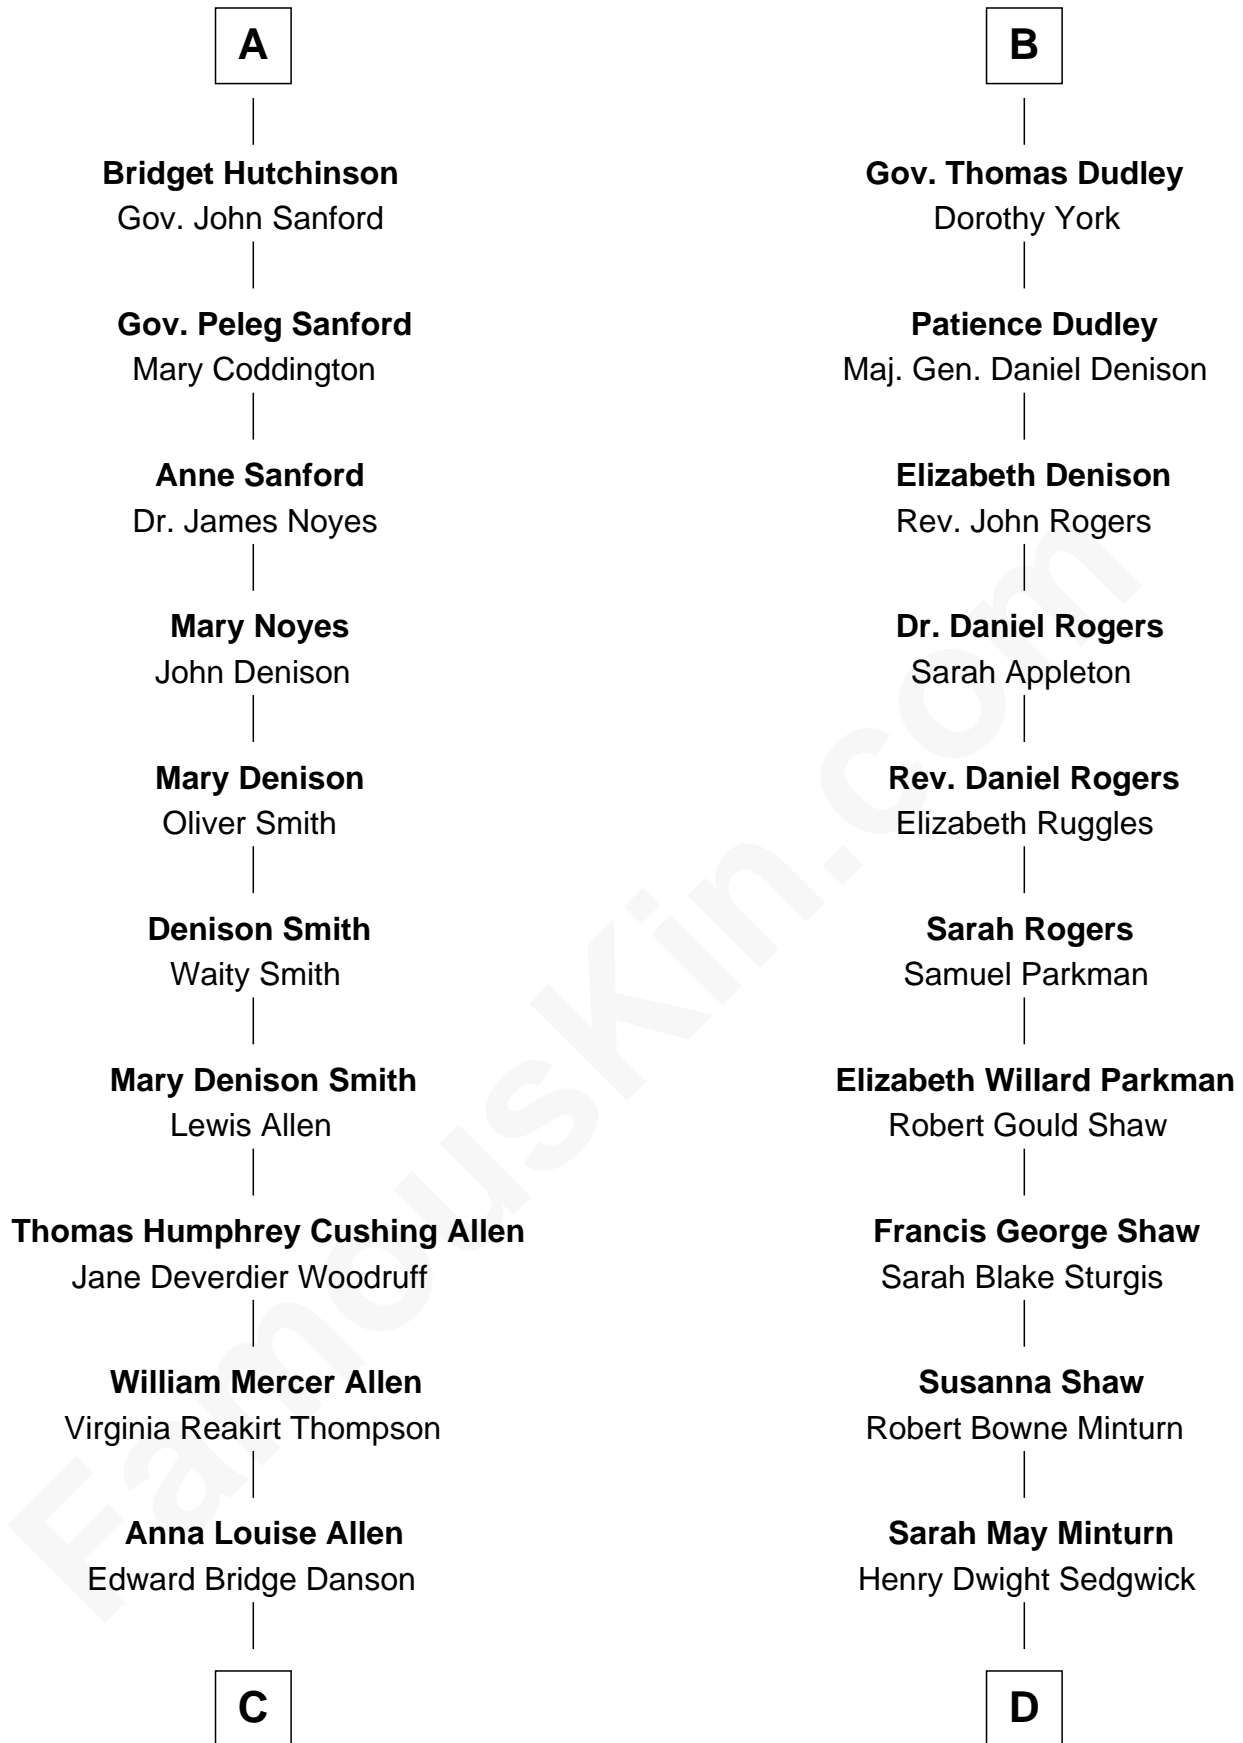 A
Bridget Hutchinson
Gov. John Sanford
Gov. Peleg Sanford
Mary Coddington
Anne Sanford
Dr. James Noyes
Mary Noyes
John Denison
Mary Denison
Oliver Smith
Denison Smith
Waity Smith
Mary Denison Smith
Lewis Allen
Thomas Humphrey Cushing Allen
Jane Deverdier Woodruff
William Mercer Allen
Virginia Reakirt Thompson
Anna Louise Allen
Edward Bridge Danson
C
B
Gov. Thomas Dudley
Dorothy York
Patience Dudley
Maj. Gen. Daniel Denison
Elizabeth Denison
Rev. John Rogers
Dr. Daniel Rogers
Sarah Appleton
Rev. Daniel Rogers
Elizabeth Ruggles
Sarah Rogers
Samuel Parkman
Elizabeth Willard Parkman
Robert Gould Shaw
Francis George Shaw
Sarah Blake Sturgis
Susanna Shaw
Robert Bowne Minturn
Sarah May Minturn
Henry Dwight Sedgwick
D
FamousKin.com